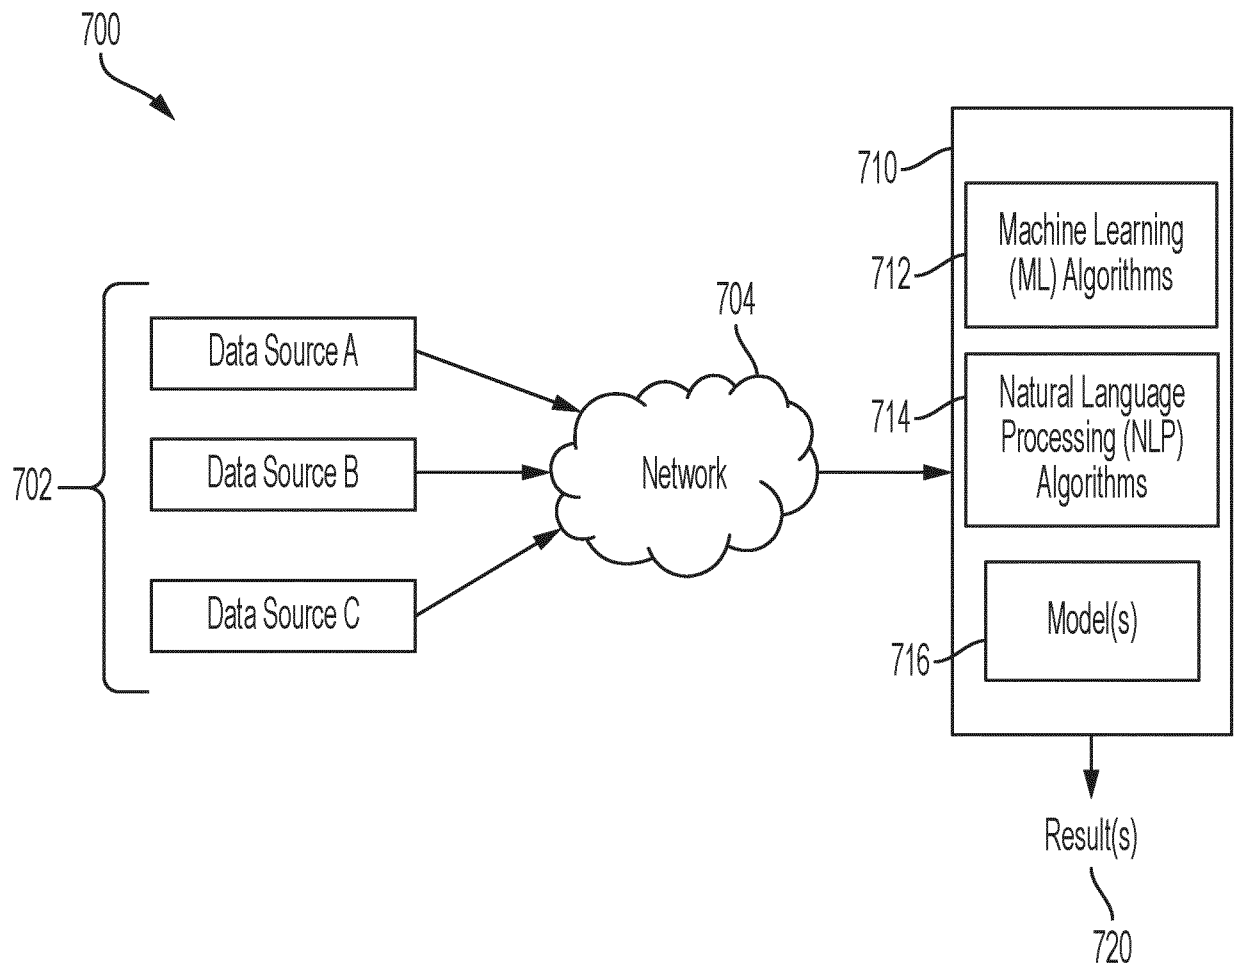 700
710
Machine Learning
(ML) Algorithms
712
704
Data Source A
Natural Language
Processing (NLP)
Algorithms
714
Data Source B
702
Network
Data Source C
Model(s)
716
Result(s)
720